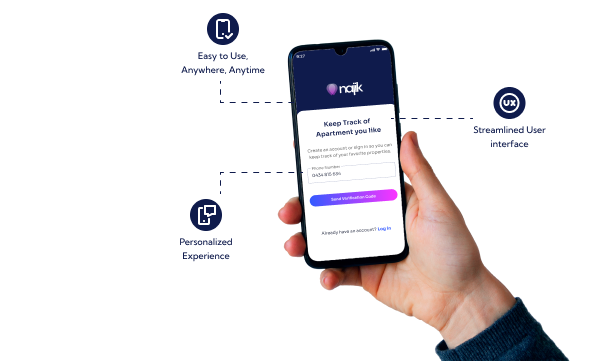 Easy to Use,
Anywhere, Anytime
9:27
najik
Keep Track of
Apartment you like
Create an account or sign in so you can
keep track of your favorite properties.
Phone Number
0434 815 694
Send Verification Code
Already have an account? Log In
UX
Streamlined User
interface
Personalized
Experience